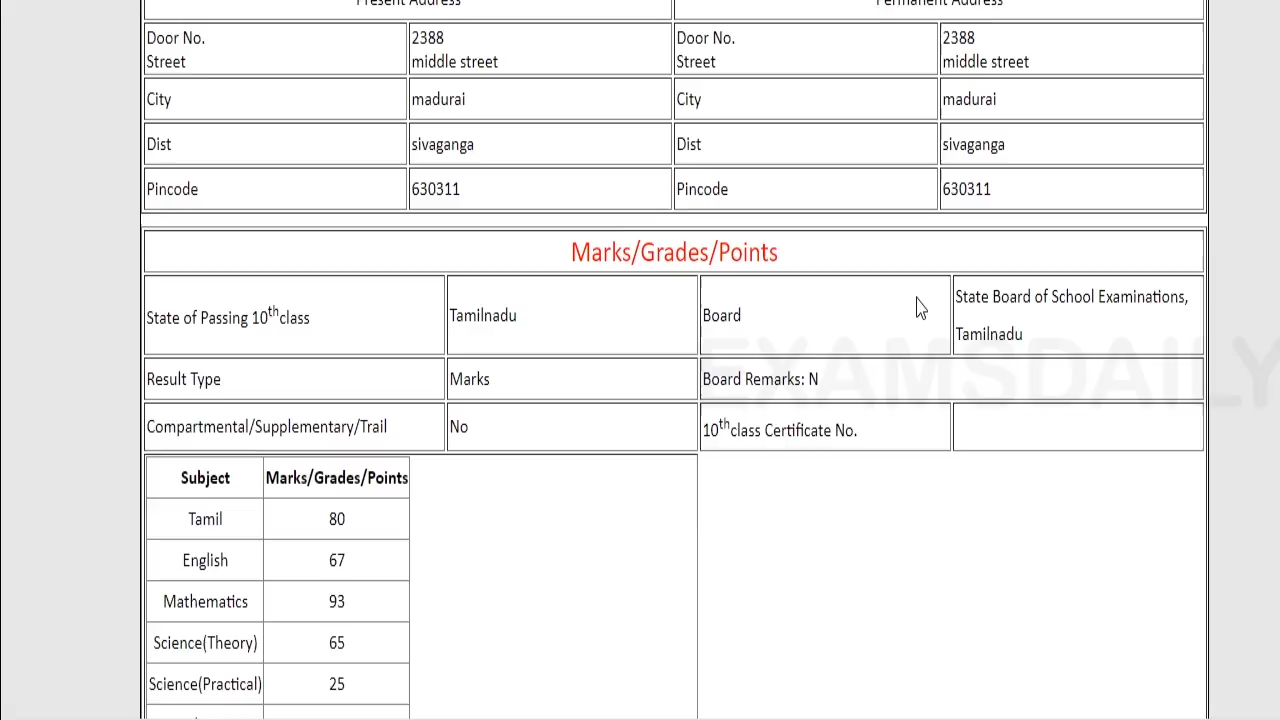 Present Address Permanent Address
Door No. 2388 Door No. 2388
Street middle street Street middle street
City madurai City madurai
Dist sivaganga Dist sivaganga
Pincode 630311 Pincode 630311
Marks/Grades/Points
State of Passing 10thclass Tamilnadu Board State Board of School Examinations,
Tamilnadu
EXAMSDAILY
Result Type Marks Board Remarks: N
Compartmental/Supplementary/Trail No 10thclass Certificate No.
Subject Marks/Grades/Points
Tamil 80
English 67
Mathematics 93
Science(Theory) 65
Science(Practical) 25